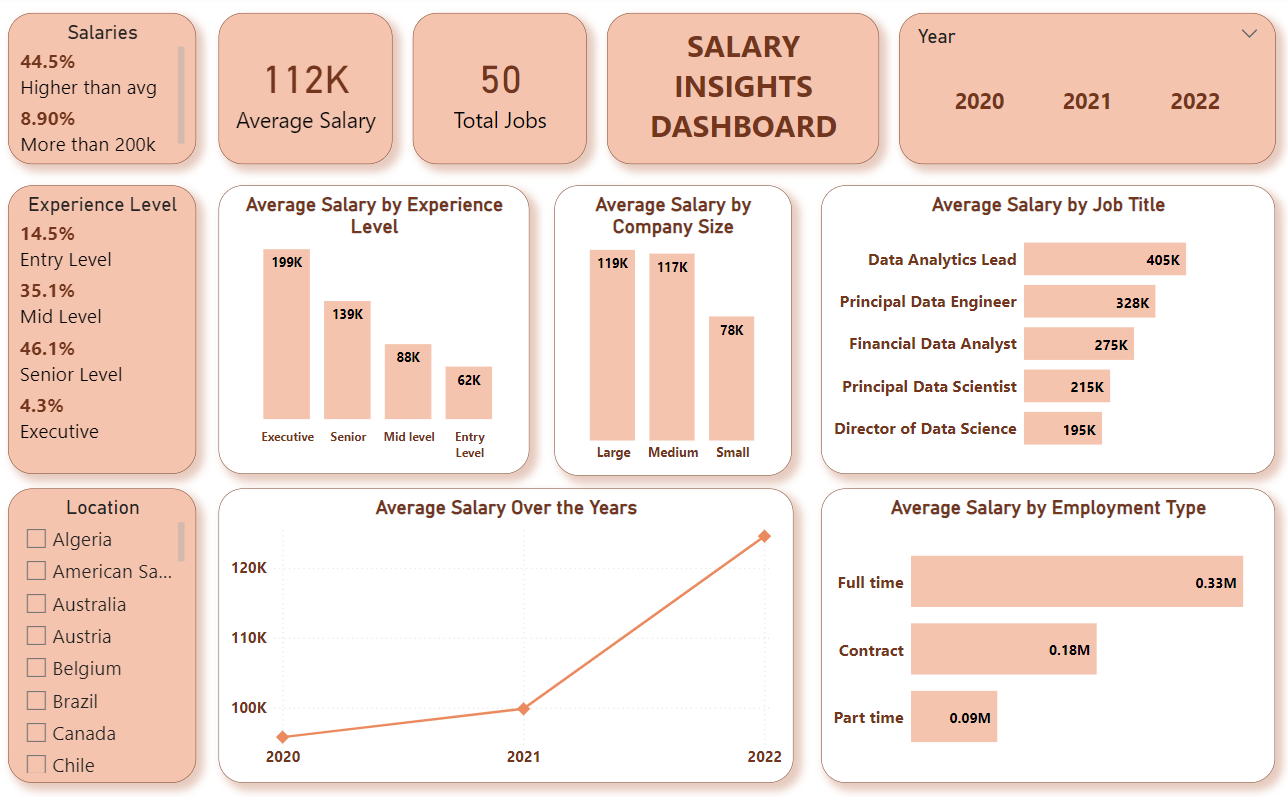 Salaries
44.5%
Higher than avg
8.90%
More than 200k
112K
Average Salary
50
Total Jobs
SALARY
INSIGHTS
DASHBOARD
Year
2020 2021 2022
Experience Level
14.5%
Entry Level
35.1%
Mid Level
46.1%
Senior Level
4.3%
Executive
Average Salary by Experience
Level
199K
139K
88K
62K
Executive Senior Mid level Entry
Level
Average Salary by
Company Size
119K
117K
78K
Large Medium Small
Average Salary by Job Title
Data Analytics Lead 405K
Principal Data Engineer 328K
Financial Data Analyst 275K
Principal Data Scientist 215K
Director of Data Science 195K
Location
Algeria
American Sa...
Australia
Austria
Belgium
Brazil
Canada
Chile
Average Salary Over the Years
120K
110K
100K
2020 2021 2022
Average Salary by Employment Type
Full time 0.33M
Contract 0.18M
Part time 0.09M